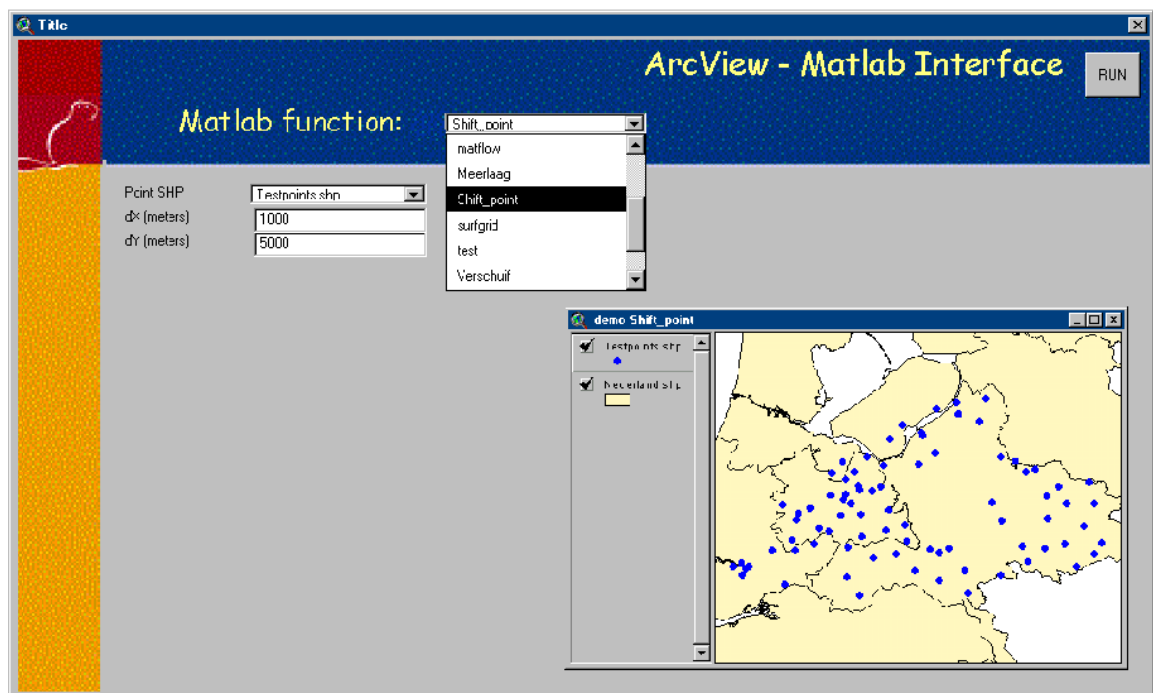 Title
ArcView - Matlab Interface
RUN
Matlab function:
Shift_point
matflow
Meerlaag
Shift_point
surfgrid
test
Verschuif
Point SHP
Testpoints.shp
dX (meters)
1000
dY (meters)
5000
demo Shift_point
Testpoints.shp
Nederland.shp